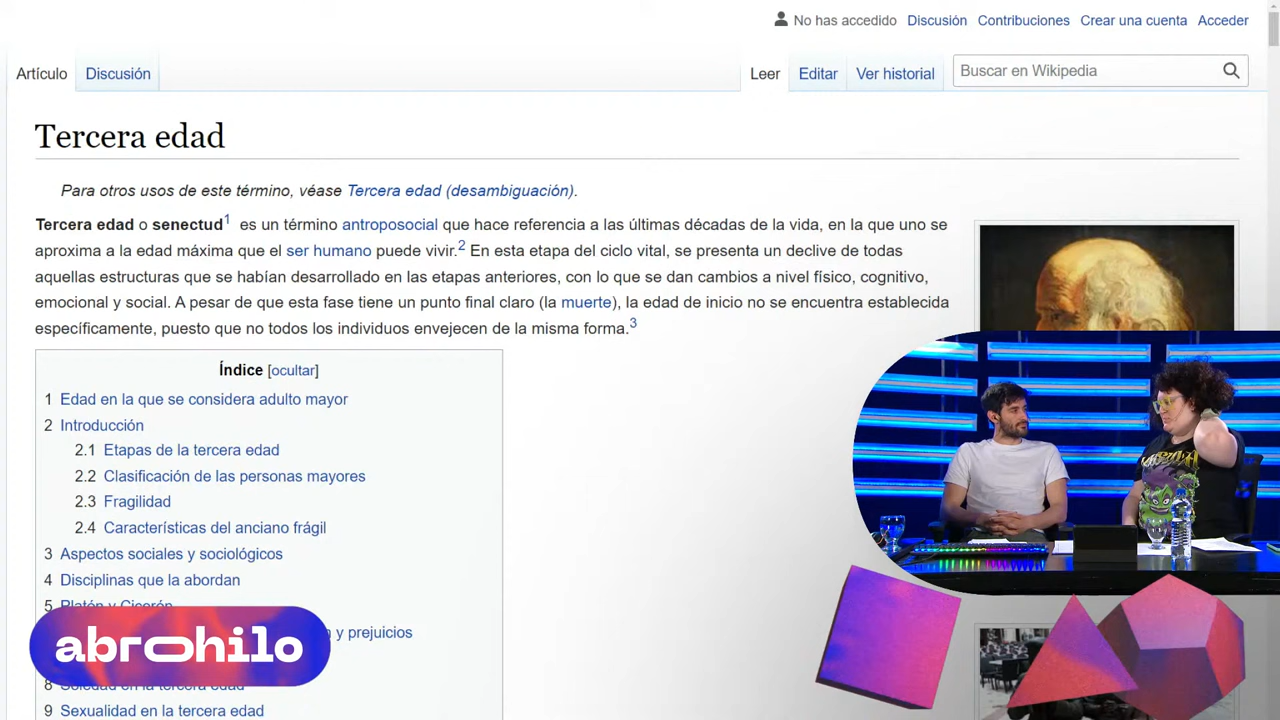 No has accedido Discusión Contribuciones Crear una cuenta Acceder
Artículo Discusión Leer Editar Ver historial Buscar en Wikipedia
Tercera edad
Para otros usos de este término, véase Tercera edad (desambiguación).
Tercera edad o senectud1 es un término antroposocial que hace referencia a las últimas décadas de la vida, en la que uno se
aproxima a la edad máxima que el ser humano puede vivir.2 En esta etapa del ciclo vital, se presenta un declive de todas
aquellas estructuras que se habían desarrollado en las etapas anteriores, con lo que se dan cambios a nivel físico, cognitivo,
emocional y social. A pesar de que esta fase tiene un punto final claro (la muerte), la edad de inicio no se encuentra establecida
específicamente, puesto que no todos los individuos envejecen de la misma forma.3
Índice [ocultar]
1 Edad en la que se considera adulto mayor
2 Introducción
2.1 Etapas de la tercera edad
2.2 Clasificación de las personas mayores
2.3 Fragilidad
2.4 Características del anciano frágil
3 Aspectos sociales y sociológicos
4 Disciplinas que la abordan
5 Platón y Cicerón
y prejuicios
abrohilo
8 Soledad en la tercera edad
9 Sexualidad en la tercera edad